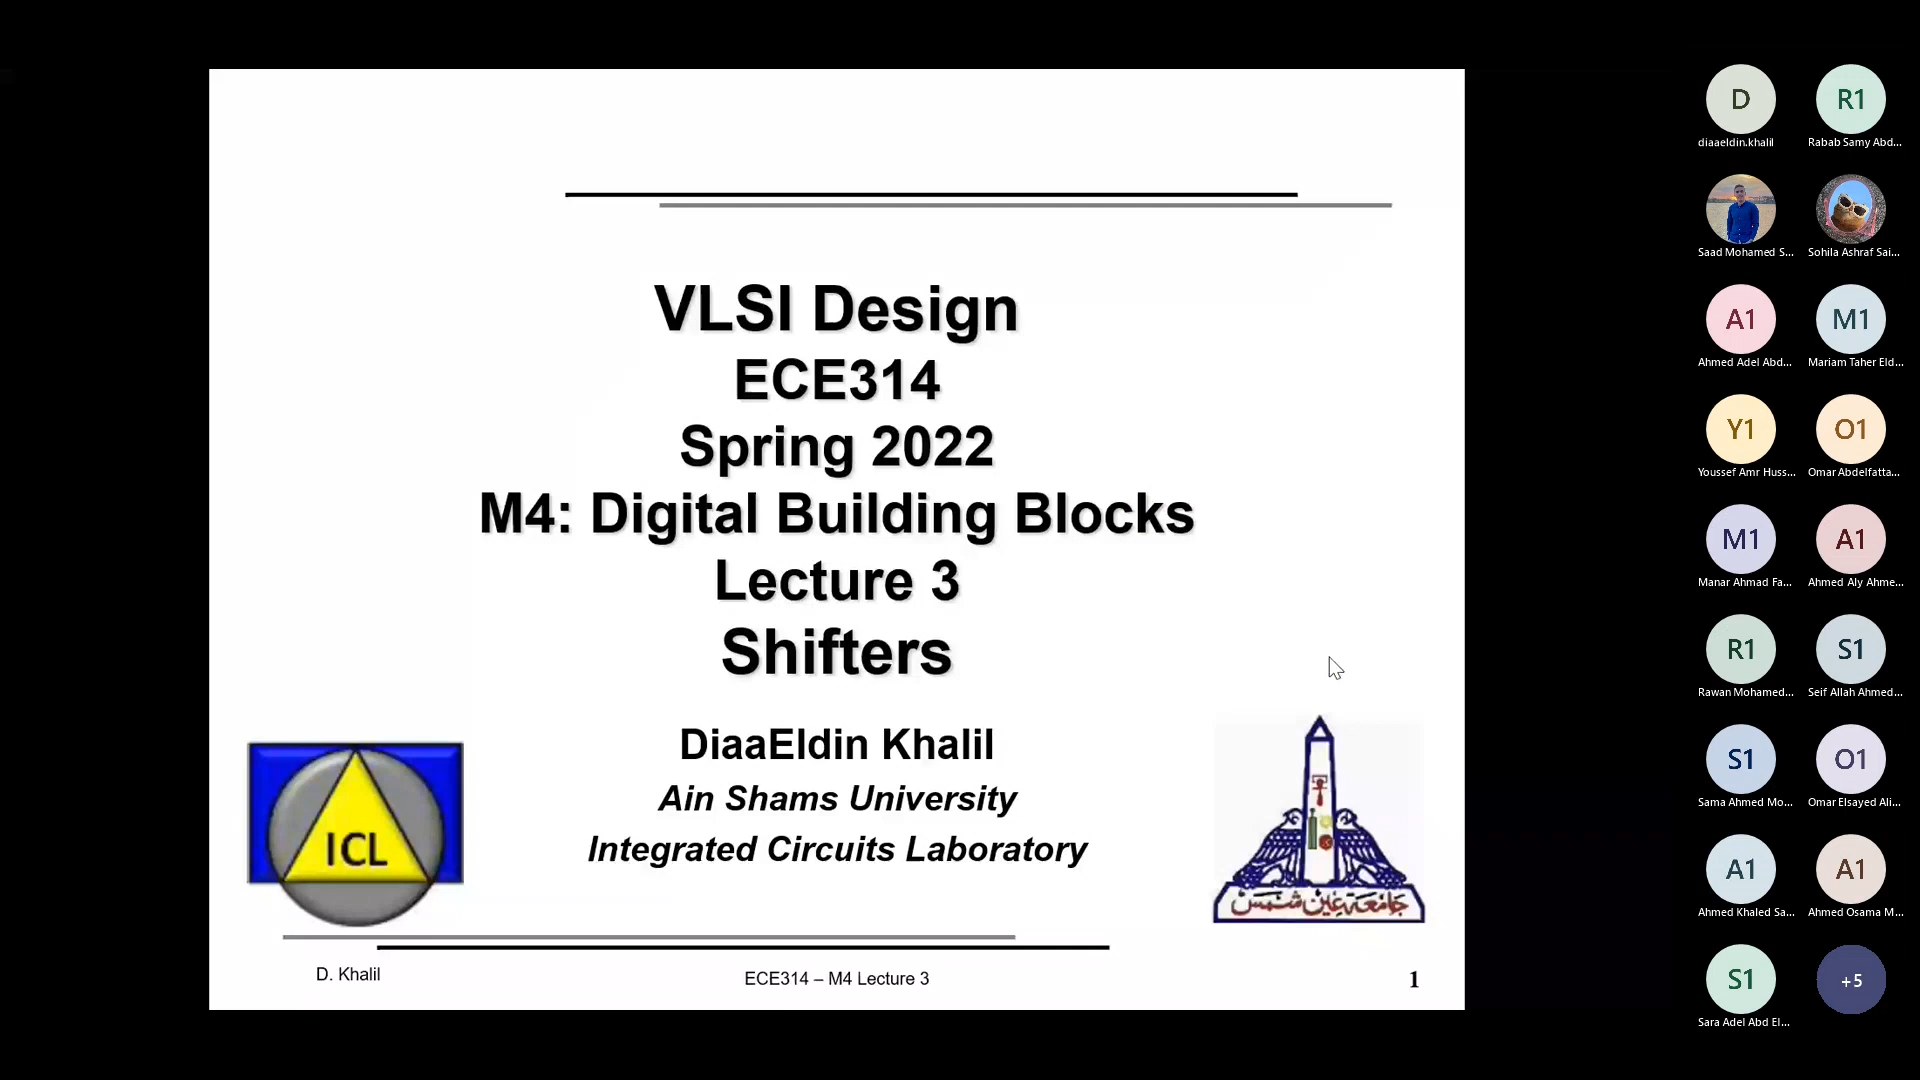 VLSI Design
ECE314
Spring 2022
M4: Digital Building Blocks
Lecture 3
Shifters
DiaaEldin Khalil
Ain Shams University
Integrated Circuits Laboratory
ICL
جامعة عين شمس
D. Khalil
ECE314 – M4 Lecture 3
1
D
R1
diaaeldin.khalil
Rabab Samy Abd...
Saad Mohamed S...
Sohila Ashraf Sai...
A1
M1
Ahmed Adel Abd...
Mariam Taher Eld...
Y1
O1
Youssef Amr Huss...
Omar Abdelfatta...
M1
A1
Manar Ahmad Fa...
Ahmed Aly Ahme...
R1
S1
Rawan Mohamed...
Seif Allah Ahmed...
S1
O1
Sama Ahmed Mo...
Omar Elsayed Ali...
A1
A1
Ahmed Khaled Sa...
Ahmed Osama M...
S1
+5
Sara Adel Abd El...